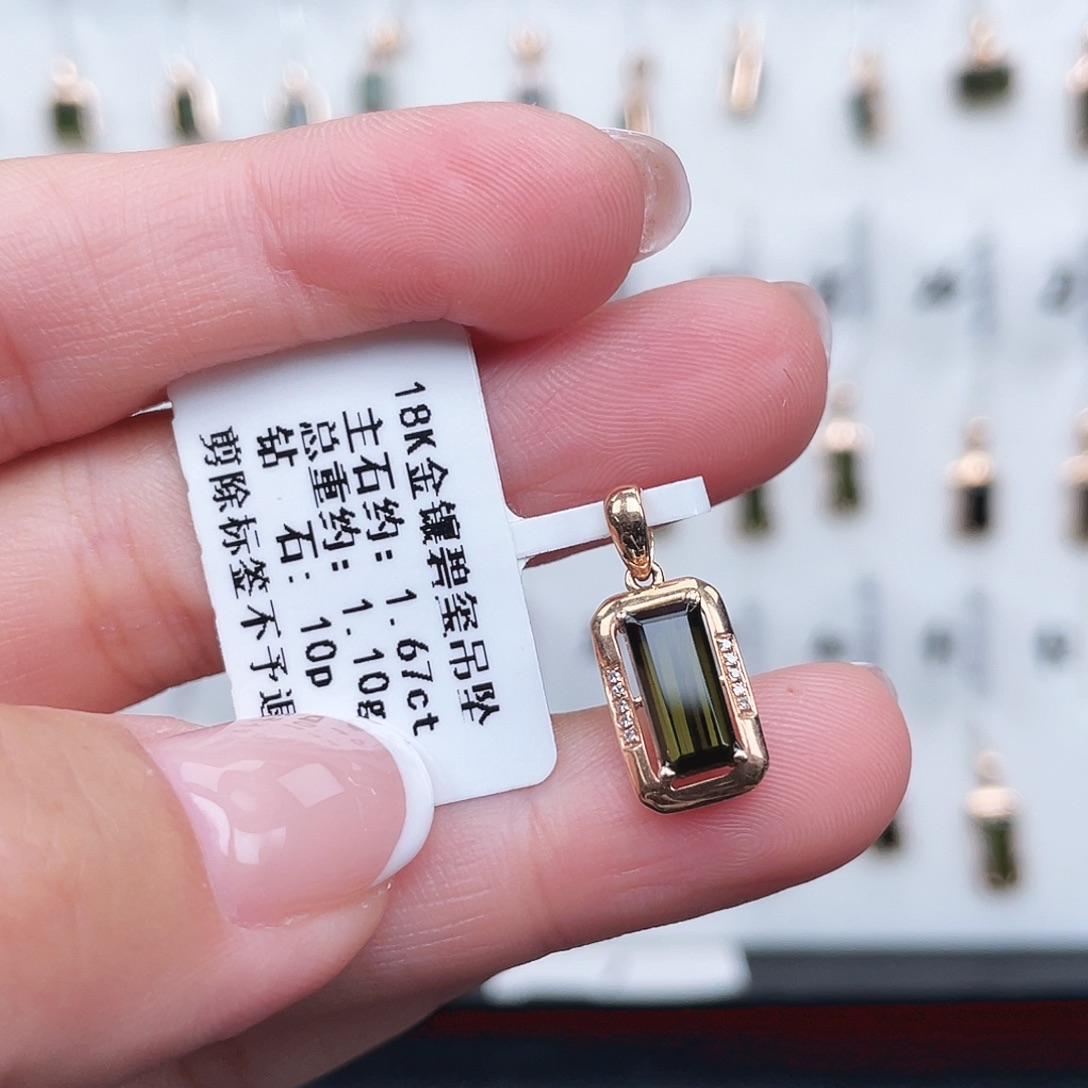 18K金镶碧玺吊坠
主石约: 1.67ct
总重约: 1.10g
钻 石: 10p
剪除标签不予退